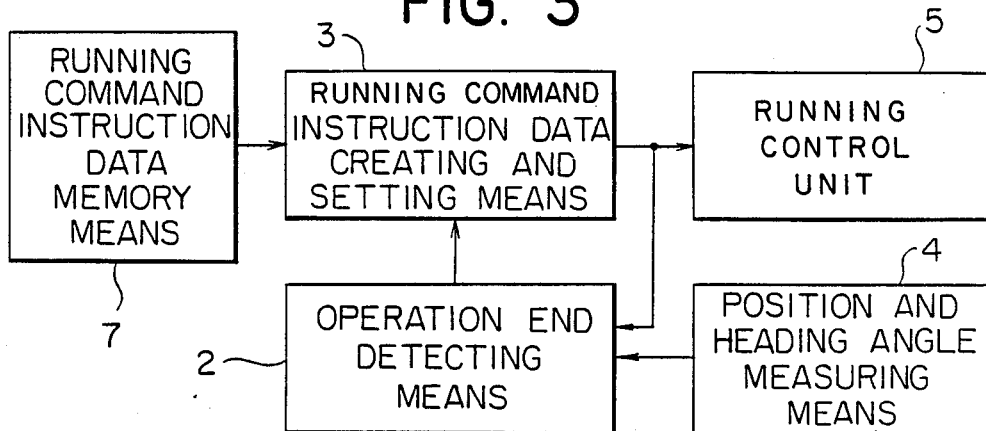 FIG. 3
RUNNING
COMMAND
INSTRUCTION
DATA
MEMORY
MEANS
7
3
RUNNING COMMAND
INSTRUCTION DATA
CREATING AND
SETTING MEANS
5
RUNNING
CONTROL
UNIT
2
OPERATION END
DETECTING
MEANS
4
POSITION AND
HEADING ANGLE
MEASURING
MEANS